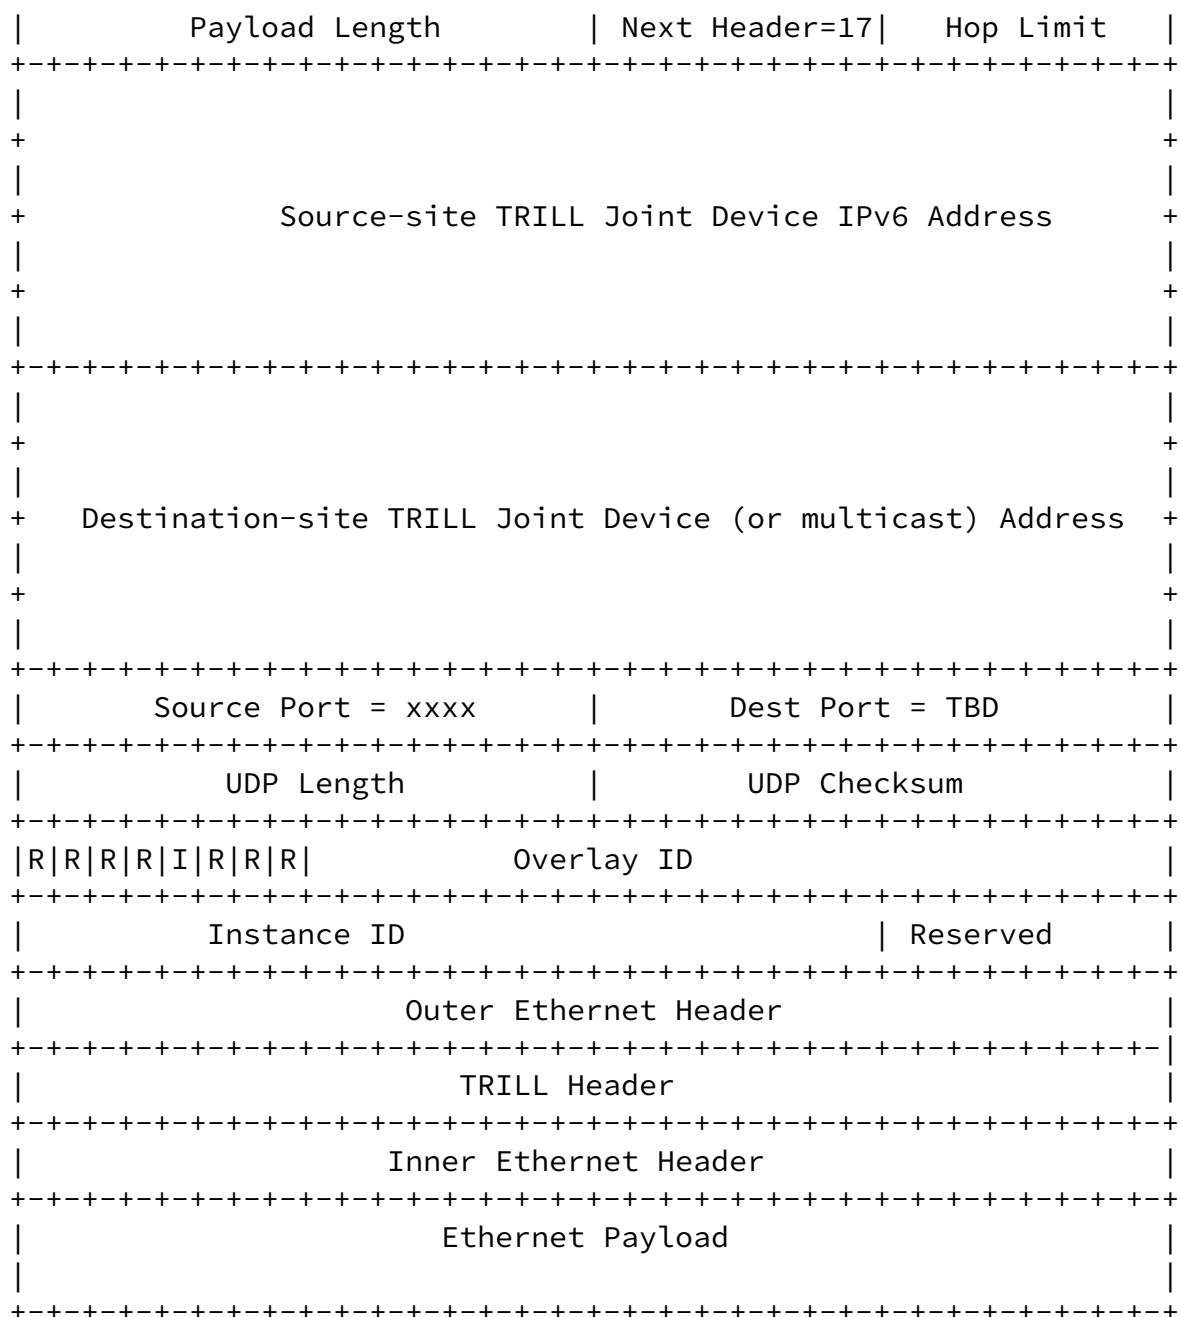 |         Payload Length        | Next Header=17|   Hop Limit   |
+-+-+-+-+-+-+-+-+-+-+-+-+-+-+-+-+-+-+-+-+-+-+-+-+-+-+-+-+-+-+-+-+
|                                                               |
+                                                               +
|                                                               |
+              Source-site TRILL Joint Device IPv6 Address      +
|                                                               |
+                                                               +
|                                                               |
+-+-+-+-+-+-+-+-+-+-+-+-+-+-+-+-+-+-+-+-+-+-+-+-+-+-+-+-+-+-+-+-+
|                                                               |
+                                                               +
|                                                               |
+   Destination-site TRILL Joint Device (or multicast) Address  +
|                                                               |
+                                                               +
|                                                               |
+-+-+-+-+-+-+-+-+-+-+-+-+-+-+-+-+-+-+-+-+-+-+-+-+-+-+-+-+-+-+-+-+
|       Source Port = xxxx      |       Dest Port = TBD         |
+-+-+-+-+-+-+-+-+-+-+-+-+-+-+-+-+-+-+-+-+-+-+-+-+-+-+-+-+-+-+-+-+
|           UDP Length          |        UDP Checksum           |
+-+-+-+-+-+-+-+-+-+-+-+-+-+-+-+-+-+-+-+-+-+-+-+-+-+-+-+-+-+-+-+-+
|R|R|R|R|I|R|R|R|           Overlay ID                          |
+-+-+-+-+-+-+-+-+-+-+-+-+-+-+-+-+-+-+-+-+-+-+-+-+-+-+-+-+-+-+-+-+
|          Instance ID                          | Reserved      |
+-+-+-+-+-+-+-+-+-+-+-+-+-+-+-+-+-+-+-+-+-+-+-+-+-+-+-+-+-+-+-+-+
|                     Outer Ethernet Header                     |
+-+-+-+-+-+-+-+-+-+-+-+-+-+-+-+-+-+-+-+-+-+-+-+-+-+-+-+-+-+-+-+-|
|                        TRILL Header                           |
+-+-+-+-+-+-+-+-+-+-+-+-+-+-+-+-+-+-+-+-+-+-+-+-+-+-+-+-+-+-+-+-+
|                    Inner Ethernet Header                      |
+-+-+-+-+-+-+-+-+-+-+-+-+-+-+-+-+-+-+-+-+-+-+-+-+-+-+-+-+-+-+-+-+
|                       Ethernet Payload                        |
|                                                               |
+-+-+-+-+-+-+-+-+-+-+-+-+-+-+-+-+-+-+-+-+-+-+-+-+-+-+-+-+-+-+-+-+